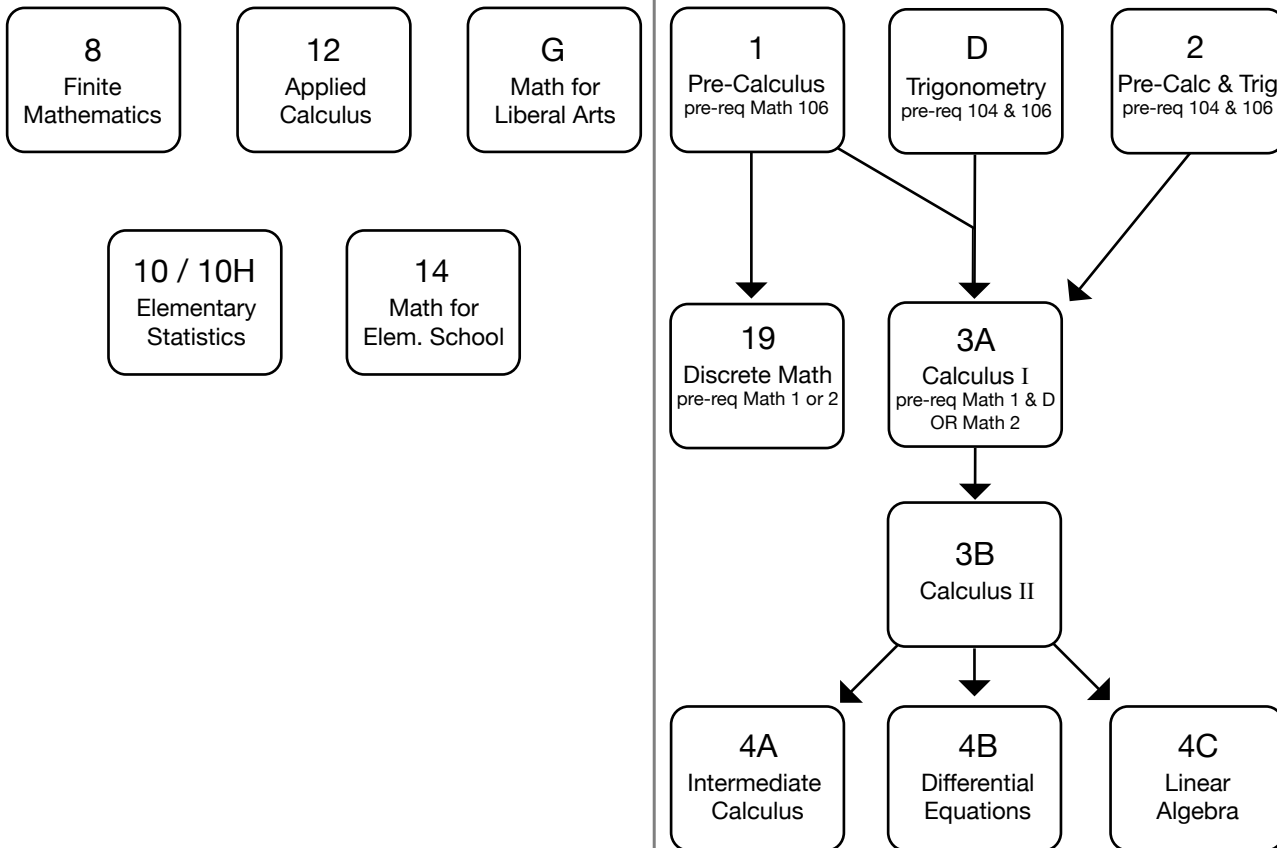 8
Finite
Mathematics
12
Applied
Calculus
G
Math for
Liberal Arts
10 / 10H
Elementary
Statistics
14
Math for
Elem. School
1
Pre-Calculus
pre-req Math 106
D
Trigonometry
pre-req 104 & 106
2
Pre-Calc & Trig
pre-req 104 & 106
19
Discrete Math
pre-req Math 1 or 2
3A
Calculus I
pre-req Math 1 & D
OR Math 2
3B
Calculus II
4A
Intermediate
Calculus
4B
Differential
Equations
4C
Linear
Algebra